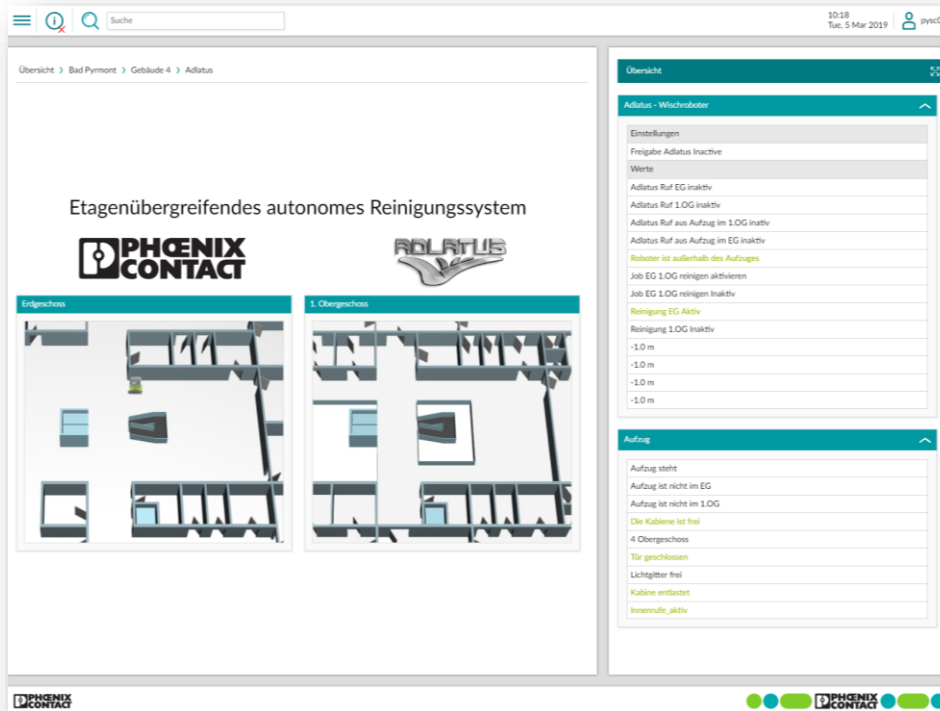 Suche
10:18
Tue, 5 Mar 2019
Übersicht > Bad Pyrmont > Gebäude 4 > Adlatus
Etagenübergreifendes autonomes Reinigungssystem
PHŒNIX
CONTACT
ADLATUS
Erdgeschoss
1. Obergeschoss
Übersicht
Adlatus - Wischroboter
Einstellungen
Freigabe Adlatus Inactive
Werte
Adlatus Ruf EG inaktiv
Adlatus Ruf 1.OG inaktiv
Adlatus Ruf aus Aufzug im 1.OG inativ
Adlatus Ruf aus Aufzug im EG inaktiv
Roboter ist außerhalb des Aufzuges
Job EG 1.OG reinigen aktivieren
Job EG 1.OG reinigen Inaktiv
Reinigung EG Aktiv
Reinigung 1.OG Inaktiv
-1.0 m
-1.0 m
-1.0 m
-1.0 m
Aufzug
Aufzug steht
Aufzug ist nicht im EG
Aufzug ist nicht im 1.OG
Die Kabiene ist frei
4 Obergeschoss
Tür geschlossen
Lichtgitter frei
Kabine entlastet
Innenrufe_aktiv
PHŒNIX
CONTACT
PHŒNIX
CONTACT